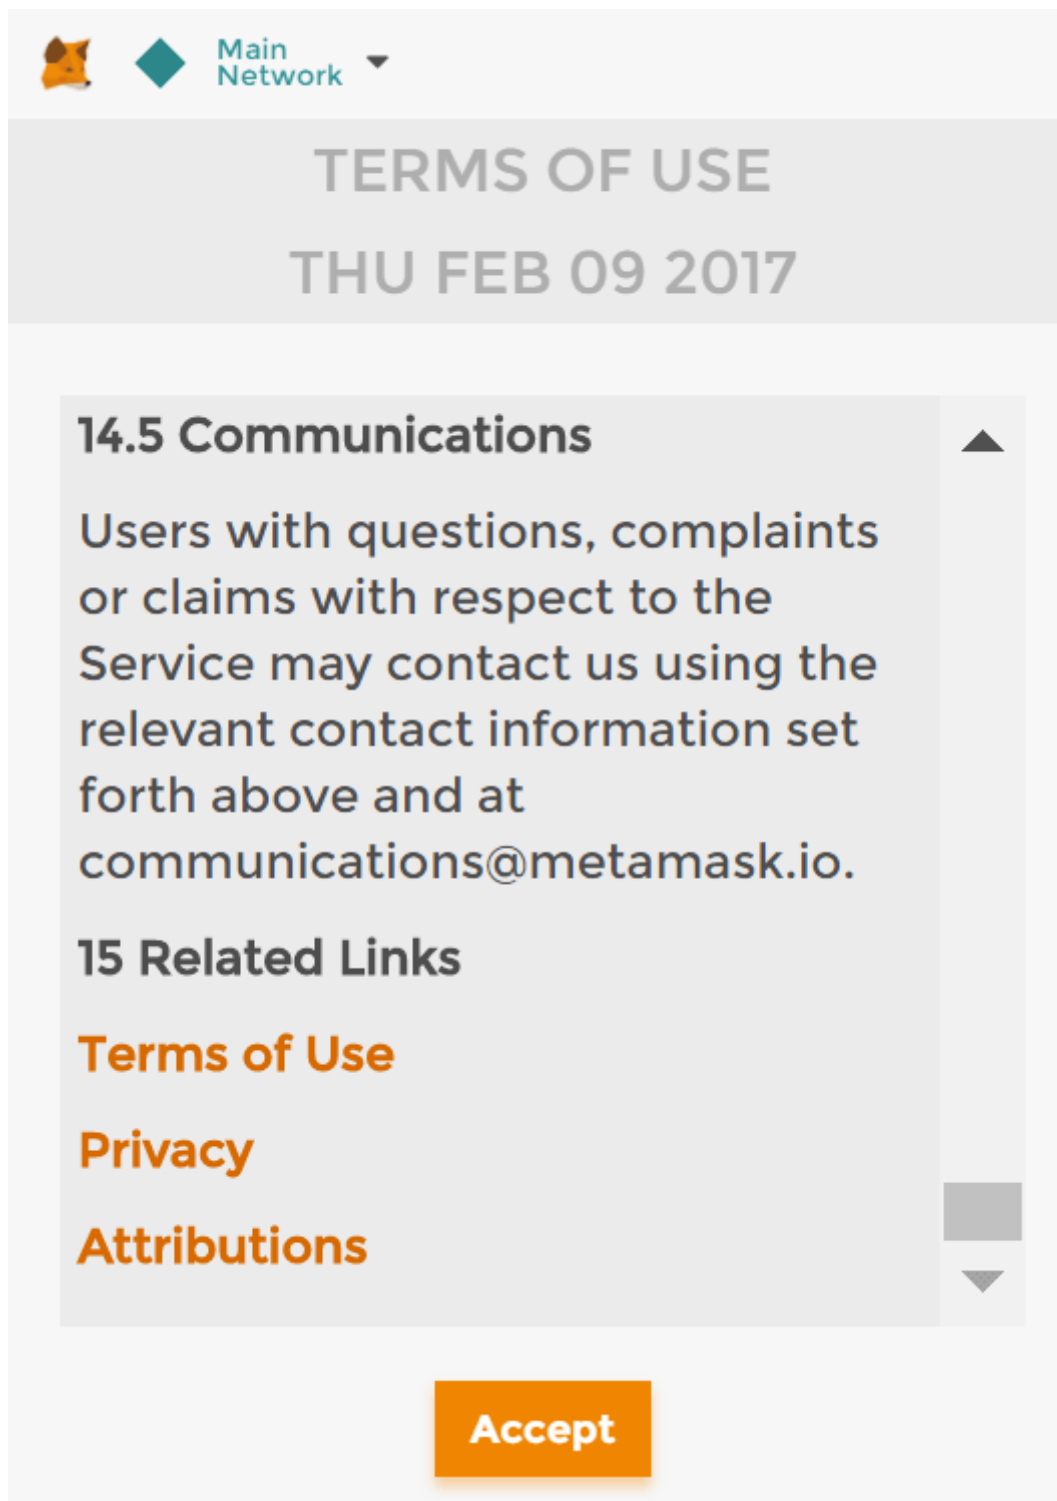 Main
Network
TERMS OF USE
THU FEB 09 2017
14.5 Communications
Users with questions, complaints
or claims with respect to the
Service may contact us using the
relevant contact information set
forth above and at
communications@metamask.io.
15 Related Links
Terms of Use
Privacy
Attributions
Accept